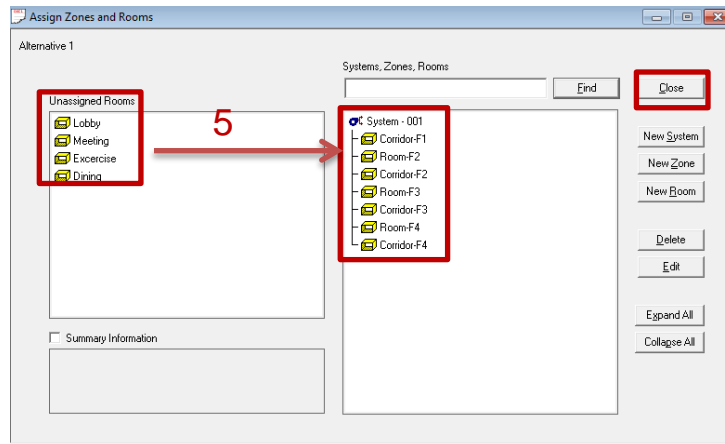 Assign Zones and Rooms
Alternative 1
Systems, Zones, Rooms
Find
Close
Unassigned Rooms
Lobby
Meeting
Excercise
Dining
5
System - 001
Corridor-F1
Room-F2
Corridor-F2
Room-F3
Corridor-F3
Room-F4
Corridor-F4
New System
New Zone
New Room
Delete
Edit
Expand All
Collapse All
Summary Information